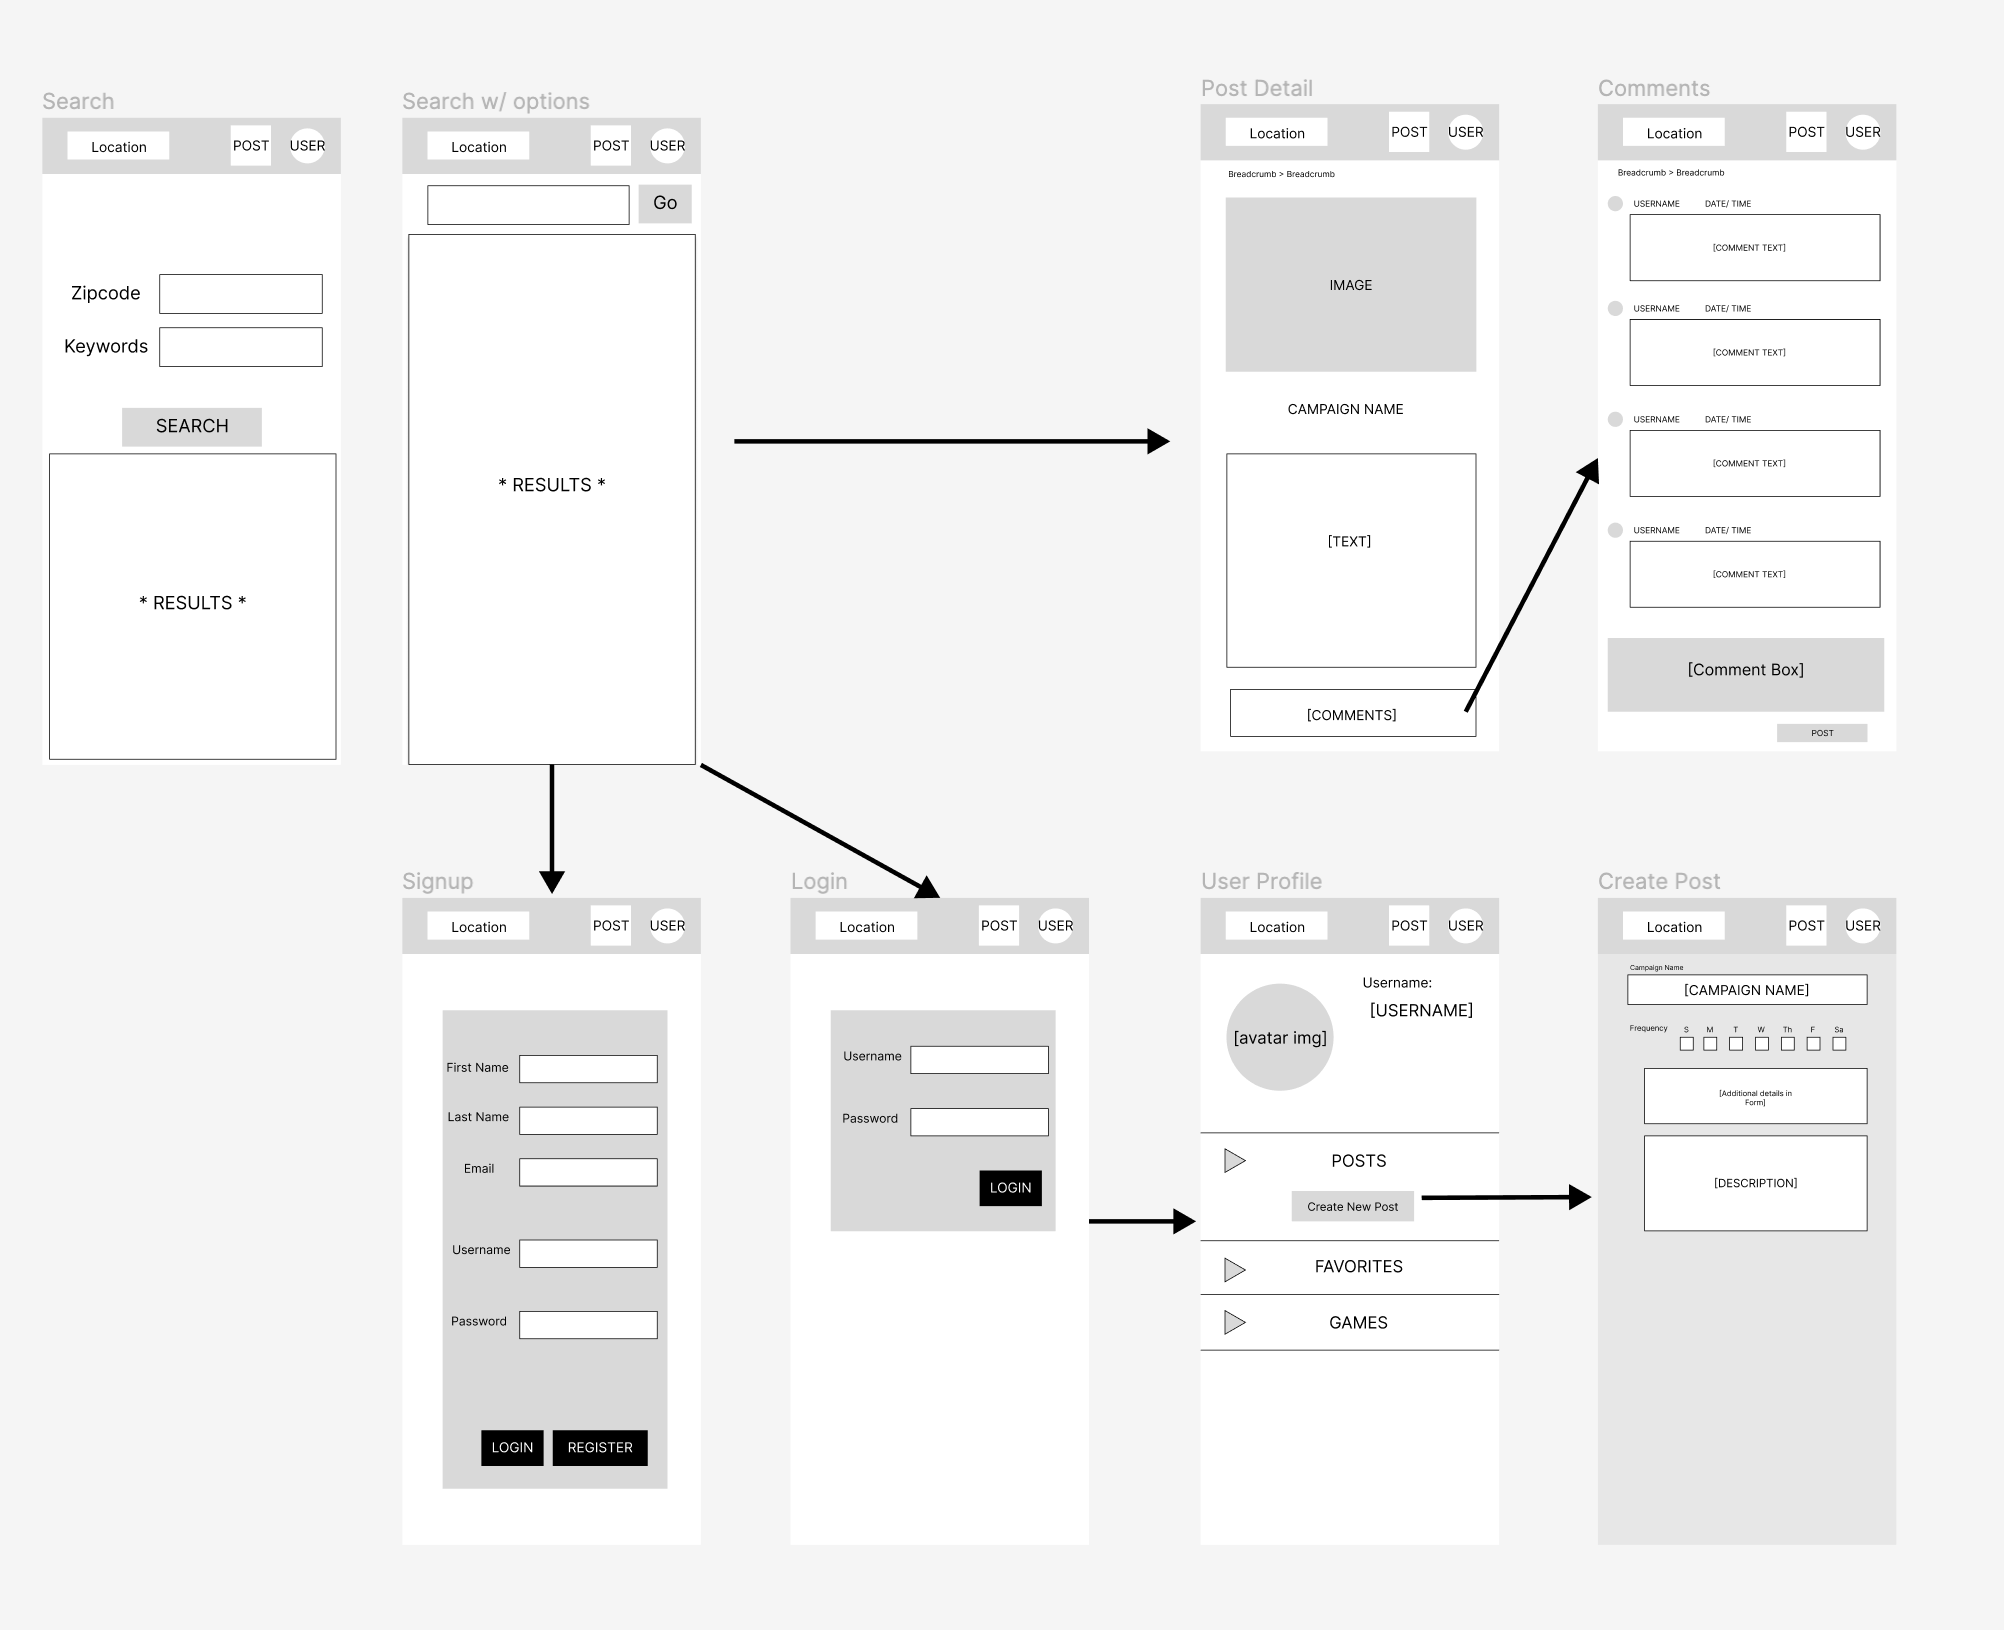 Search
Location
POST
USER
Zipcode
Keywords
SEARCH
* RESULTS *
Search w/ options
Location
POST
USER
Go
* RESULTS *
Post Detail
Location
POST
USER
Breadcrumb > Breadcrumb
IMAGE
CAMPAIGN NAME
[TEXT]
[COMMENTS]
Comments
Location
POST
USER
Breadcrumb > Breadcrumb
USERNAME DATE/ TIME
[COMMENT TEXT]
USERNAME DATE/ TIME
[COMMENT TEXT]
USERNAME DATE/ TIME
[COMMENT TEXT]
USERNAME DATE/ TIME
[COMMENT TEXT]
[Comment Box]
POST
Signup
Location
POST
USER
First Name
Last Name
Email
Username
Password
LOGIN
REGISTER
Login
Location
POST
USER
Username
Password
LOGIN
User Profile
Location
POST
USER
Username:
[USERNAME]
[avatar img]
POSTS
Create New Post
FAVORITES
GAMES
Create Post
Location
POST
USER
Campaign Name
[CAMPAIGN NAME]
Frequency S M T W Th F Sa
[Additional details in
Form]
[DESCRIPTION]